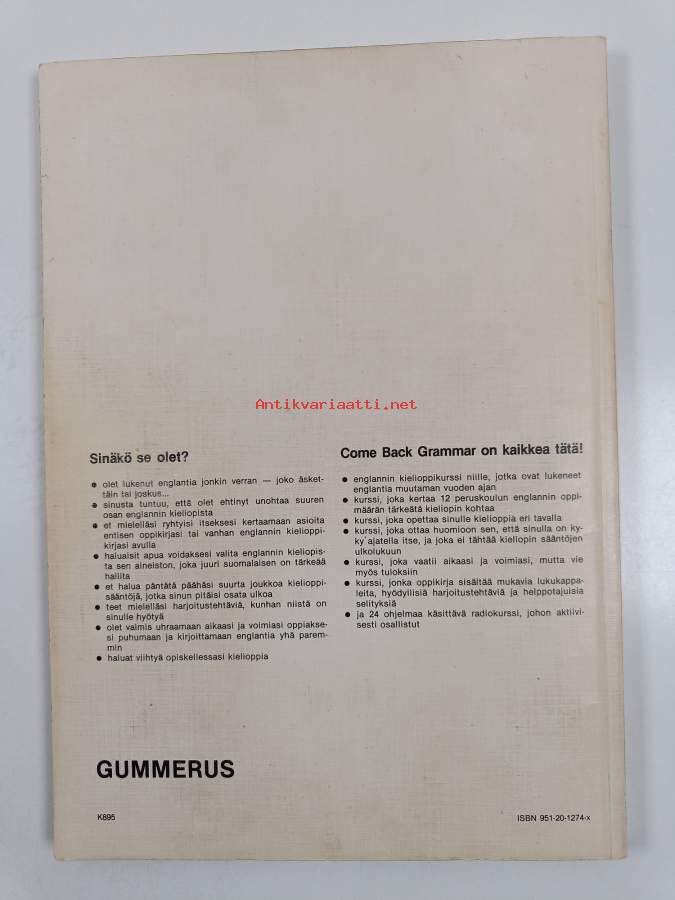 Antikvariaatti.net
Sinäkö se olet?
● olet lukenut englantia jonkin verran — joko äsket-
täin tai joskus...
● sinusta tuntuu, että olet ehtinyt unohtaa suuren
osan englannin kieliopista
● et mielelläsi ryhtyisi itseksesi kertaamaan asioita
entisen oppikirjasi tai vanhan englannin kielioppi-
kirjasi avulla
● haluaisit apua voidaksesi valita englannin kieliopis-
ta sen aineiston, joka juuri suomalaisen on tärkeää
hallita
● et halua päntätä päähäsi suurta joukkoa kielioppi-
sääntöjä, jotka sinun pitäisi osata ulkoa
● teet mielelläsi harjoitustehtäviä, kunhan niistä on
sinulle hyötyä
● olet valmis uhraamaan aikaasi ja voimiasi oppiakse-
si puhumaan ja kirjoittamaan englantia yhä parem-
min
● haluat viihtyä opiskellessasi kielioppia
Come Back Grammar on kaikkea tätä!
● englannin kielioppikurssi niille, jotka ovat lukeneet
englantia muutaman vuoden ajan
● kurssi, joka kertaa 12 peruskoulun englannin oppi-
määrän tärkeätä kieliopin kohtaa
● kurssi, joka opettaa sinulle kielioppia eri tavalla
● kurssi, joka ottaa huomioon sen, että sinulla on ky-
ky ajatella itse, ja joka ei tähtää kieliopin sääntöjen
ulkolukuun
● kurssi, joka vaatii aikaasi ja voimiasi, mutta vie
myös tuloksiin
● kurssi, jonka oppikirja sisältää mukavia lukukappa-
leita, hyödyllisiä harjoitustehtäviä ja helppotajuisia
selityksiä
● ja 24 ohjelmaa käsittävä radiokurssi, johon aktiivi-
sesti osallistut
GUMMERUS
K895
ISBN 951-20-1274-x